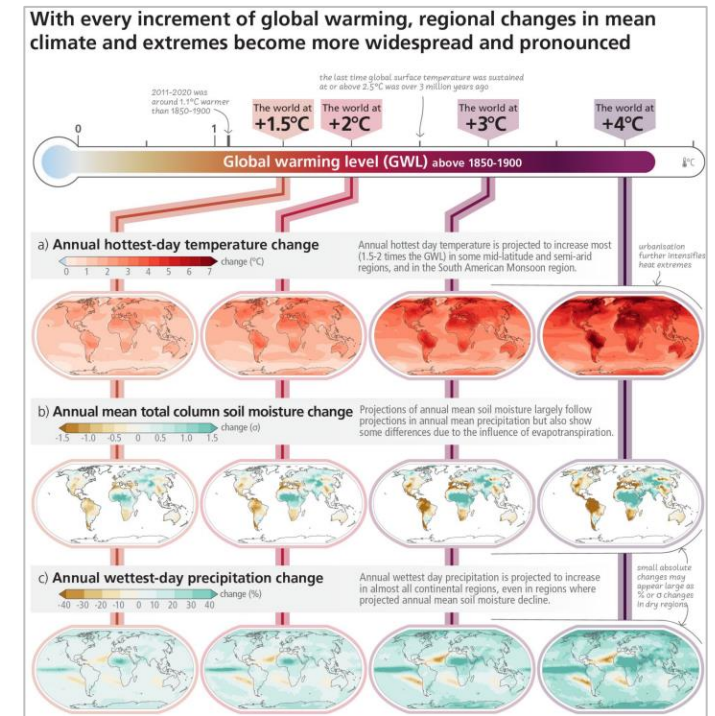 With every increment of global warming, regional changes in mean
climate and extremes become more widespread and pronounced
2011-2020 was
around 1.1°C warmer
than 1850-1900
the last time global surface temperature was sustained
at or above 2.5°C was over 3 million years ago
The world at
+1.5°C
The world at
+2°C
The world at
+3°C
The world at
+4°C
0
1
Global warming level (GWL) above 1850-1900
°C
a) Annual hottest-day temperature change
0 1 2 3 4 5 6 7 change (°C)
Annual hottest day temperature is projected to increase most
(1.5-2 times the GWL) in some mid-latitude and semi-arid
regions, and in the South American Monsoon region.
urbanisation
further intensifies
heat extremes
b) Annual mean total column soil moisture change
-1.5 -1.0 -0.5 0 0.5 1.0 1.5 change (σ)
Projections of annual mean soil moisture largely follow
projections in annual mean precipitation but also show
some differences due to the influence of evapotranspiration.
c) Annual wettest-day precipitation change
-40 -30 -20 -10 0 10 20 30 40 change (%)
Annual wettest day precipitation is projected to increase
in almost all continental regions, even in regions where
projected annual mean soil moisture decline.
small absolute
changes may
appear large as
% or σ changes
in dry regions